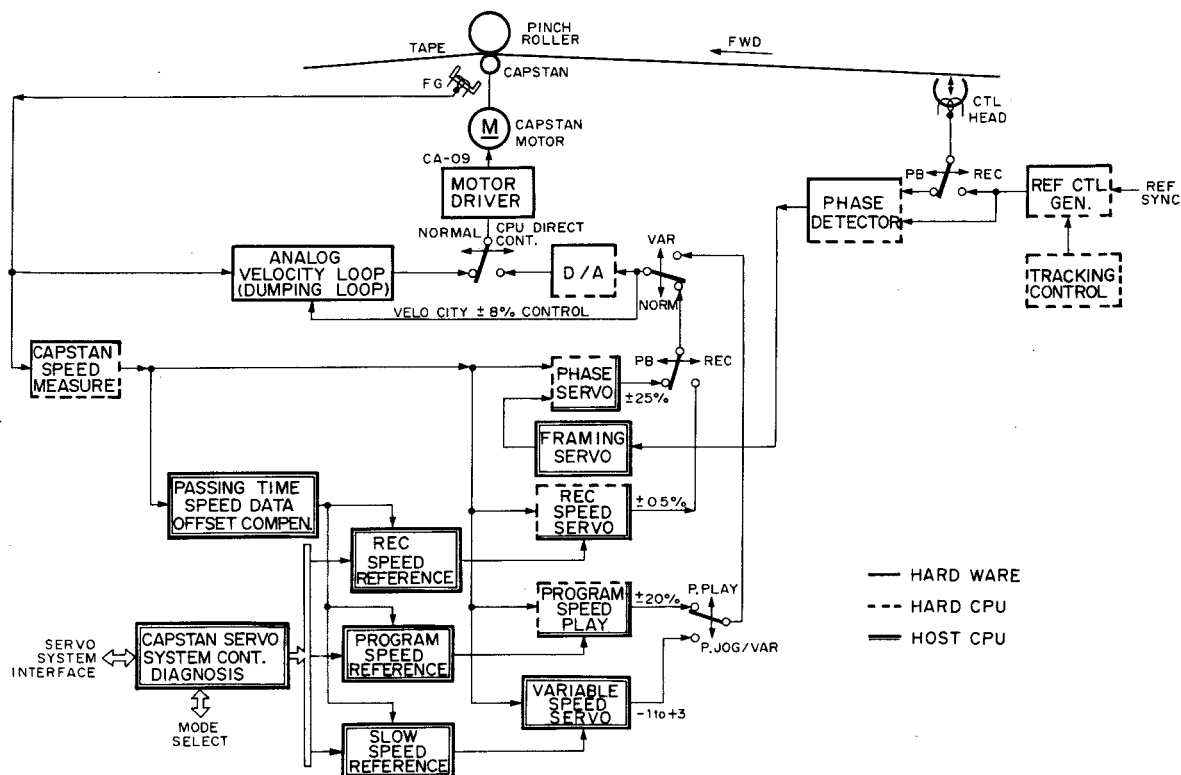 PINCH
ROLLER
TAPE
FWD
CAPSTAN
FG
CTL
HEAD
M
CAPSTAN
MOTOR
CA-09
MOTOR
DRIVER
PB
REC
PHASE
DETECTOR
REF CTL
GEN.
REF
SYNC
NORMAL
CPU DIRECT
CONT.
VAR
ANALOG
VELOCITY LOOP
(DUMPING LOOP)
D/A
TRACKING
CONTROL
NORM
VELO CITY ±8% CONTROL
CAPSTAN
SPEED
MEASURE
PB
REC
PHASE
SERVO
±25%
FRAMING
SERVO
PASSING TIME
SPEED DATA
OFFSET COMPEN.
REC
SPEED
SERVO
±05%
REC
SPEED
REFERENCE
HARD WARE
PROGRAM
SPEED
PLAY
±20%
P.PLAY
HARD CPU
P.JOG/VAR
HOST CPU
SERVO
SYSTEM
INTERFACE
CAPSTAN SERVO
SYSTEM CONT.
DIAGNOSIS
PROGRAM
SPEED
REFERENCE
MODE
SELECT
VARIABLE
SPEED
SERVO
-1 to +3
SLOW
SPEED
REFERENCE